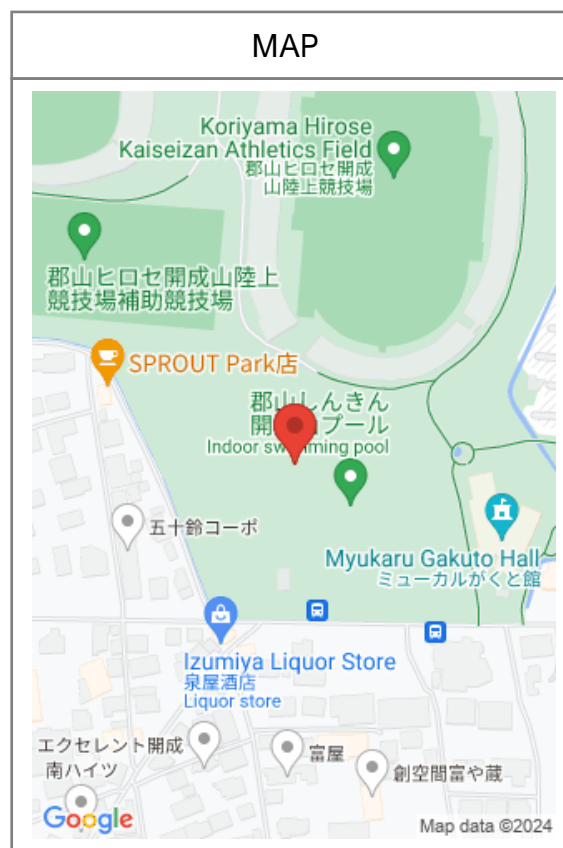 MAP
Koriyama Hirose
Kaiseizan Athletics Field
郡山ヒロセ開成
山陸上競技場
郡山ヒロセ開成山陸上
競技場補助競技場
SPROUT Park店
郡山しんきん
開 プール
Indoor swimming pool
五十鈴コーポ
Myukaru Gakuto Hall
ミューカルがくと館
Izumiya Liquor Store
泉屋酒店
Liquor store
エクセレント開成
南ハイツ
富屋
創空間富や蔵
Google
Map data ©2024